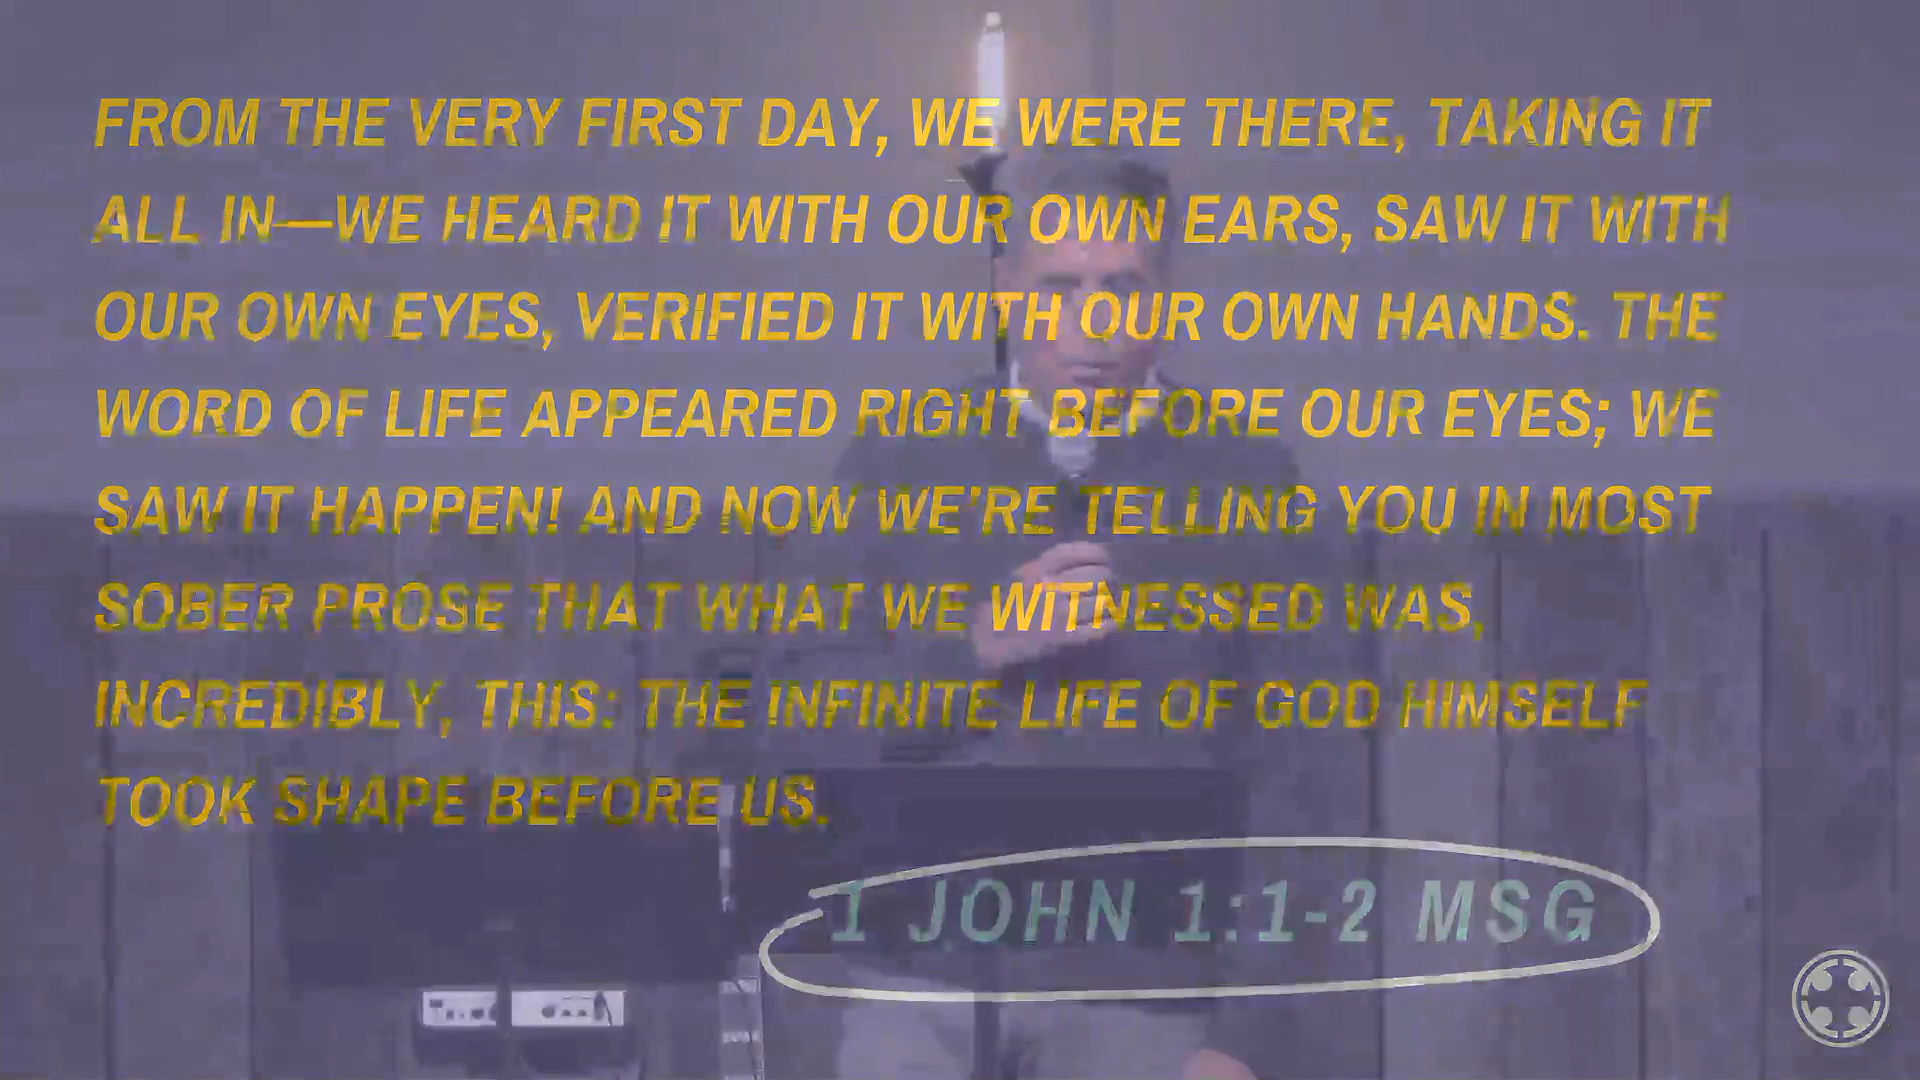 FROM THE VERY FIRST DAY, WE WERE THERE, TAKING IT
ALL IN—WE HEARD IT WITH OUR OWN EARS, SAW IT WITH
OUR OWN EYES, VERIFIED IT WITH OUR OWN HANDS. THE
WORD OF LIFE APPEARED RIGHT BEFORE OUR EYES; WE
SAW IT HAPPEN! AND NOW WE'RE TELLING YOU IN MOST
SOBER PROSE THAT WHAT WE WITNESSED WAS,
INCREDIBLY, THIS: THE INFINITE LIFE OF GOD HIMSELF
TOOK SHAPE BEFORE US.
1 JOHN 1:1-2 MSG